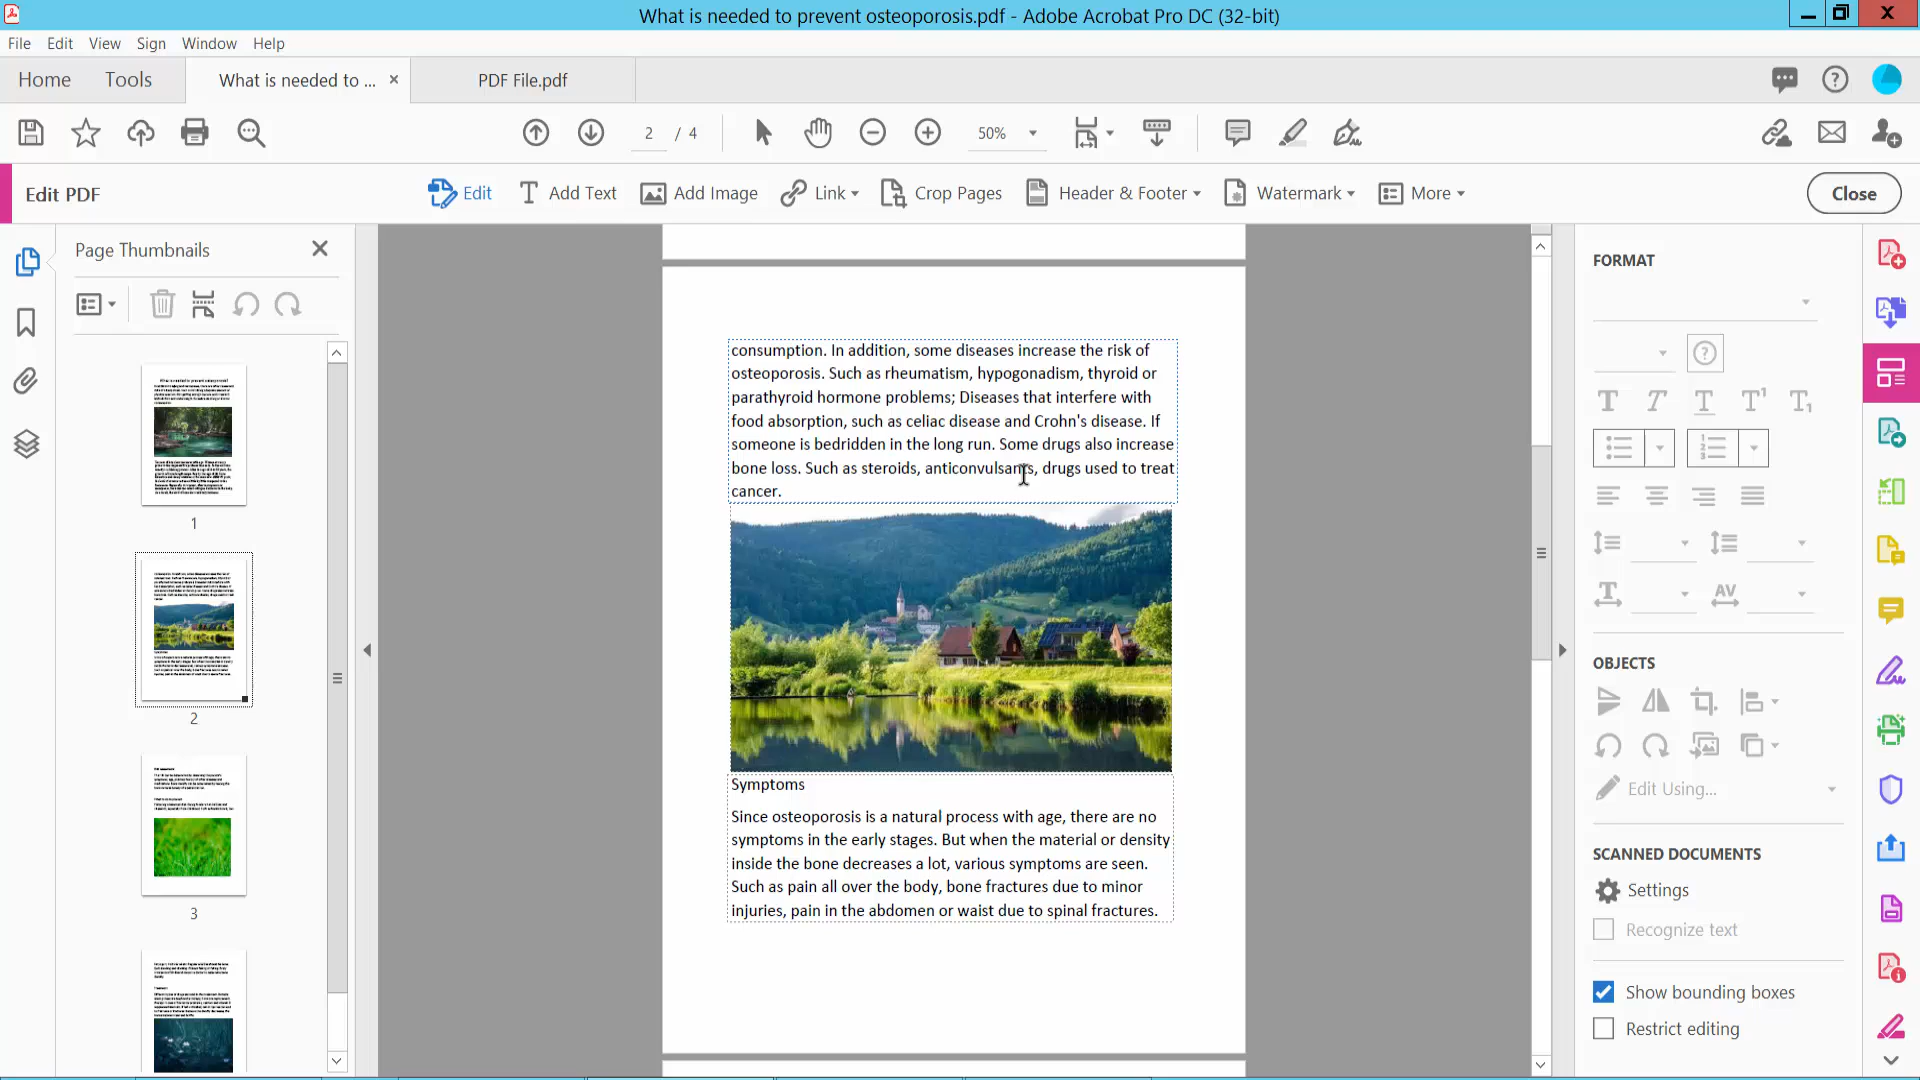 What is needed to prevent osteoporosis.pdf - Adobe Acrobat Pro DC (32-bit)
File Edit View Sign Window Help
Home Tools What is needed to ... × PDF File.pdf
2 / 4 50%
Edit PDF Edit Add Text Add Image Link Crop Pages Header & Footer Watermark More Close
Page Thumbnails
1
2
3
consumption. In addition, some diseases increase the risk of
osteoporosis. Such as rheumatism, hypogonadism, thyroid or
parathyroid hormone problems; Diseases that interfere with
food absorption, such as celiac disease and Crohn's disease. If
someone is bedridden in the long run. Some drugs also increase
bone loss. Such as steroids, anticonvulsants, drugs used to treat
cancer.
Symptoms
Since osteoporosis is a natural process with age, there are no
symptoms in the early stages. But when the material or density
inside the bone decreases a lot, various symptoms are seen.
Such as pain all over the body, bone fractures due to minor
injuries, pain in the abdomen or waist due to spinal fractures.
FORMAT
OBJECTS
Edit Using...
SCANNED DOCUMENTS
Settings
Recognize text
Show bounding boxes
Restrict editing